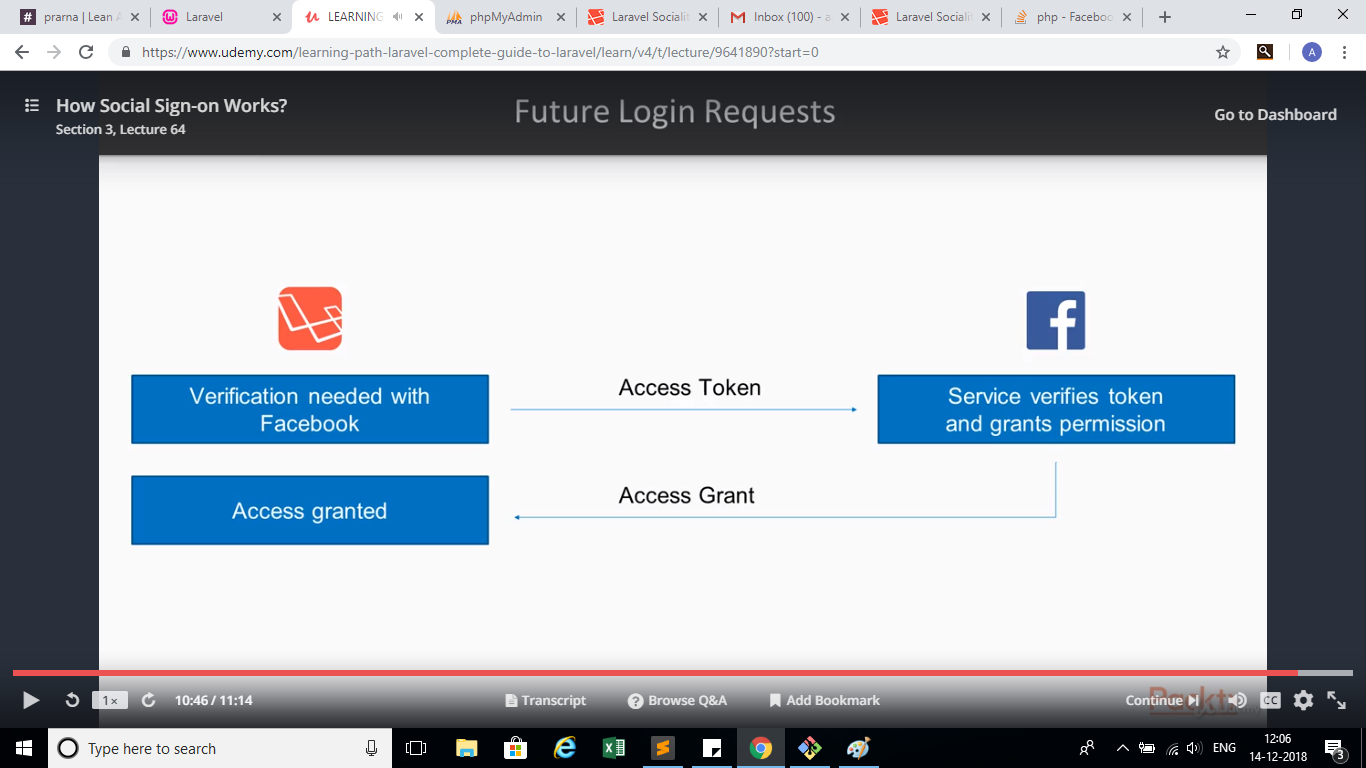 prarna | Lean A
Laravel
LEARNING
phpMyAdmin
Laravel Socialit
Inbox (100) - a
Laravel Socialit
php - Faceboo
https://www.udemy.com/learning-path-laravel-complete-guide-to-laravel/learn/v4/t/lecture/9641890?start=0
A
How Social Sign-on Works?
Section 3, Lecture 64
Future Login Requests
Go to Dashboard
Verification needed with
Facebook
Access Token
Service verifies token
and grants permission
Access granted
Access Grant
1×
10:46 / 11:14
Transcript
Browse Q&A
Add Bookmark
Continue
CC
Type here to search
ENG
12:06
14-12-2018
3